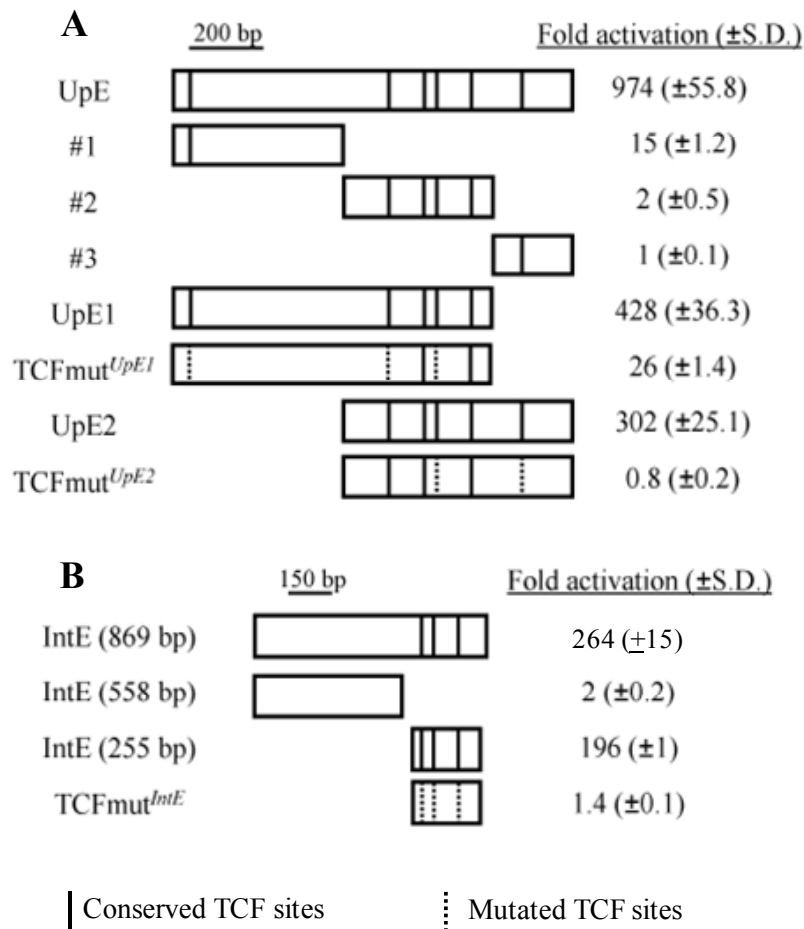 A
200 bp Fold activation (±S.D.)
UpE 974 (±55.8)
#1 15 (±1.2)
#2 2 (±0.5)
#3 1 (±0.1)
UpE1 428 (±36.3)
TCFmutUpE1 26 (±1.4)
UpE2 302 (±25.1)
TCFmutUpE2 0.8 (±0.2)
B
150 bp Fold activation (±S.D.)
IntE (869 bp) 264 (±15)
IntE (558 bp) 2 (±0.2)
IntE (255 bp) 196 (±1)
TCFmutIntE 1.4 (±0.1)
Conserved TCF sites Mutated TCF sites